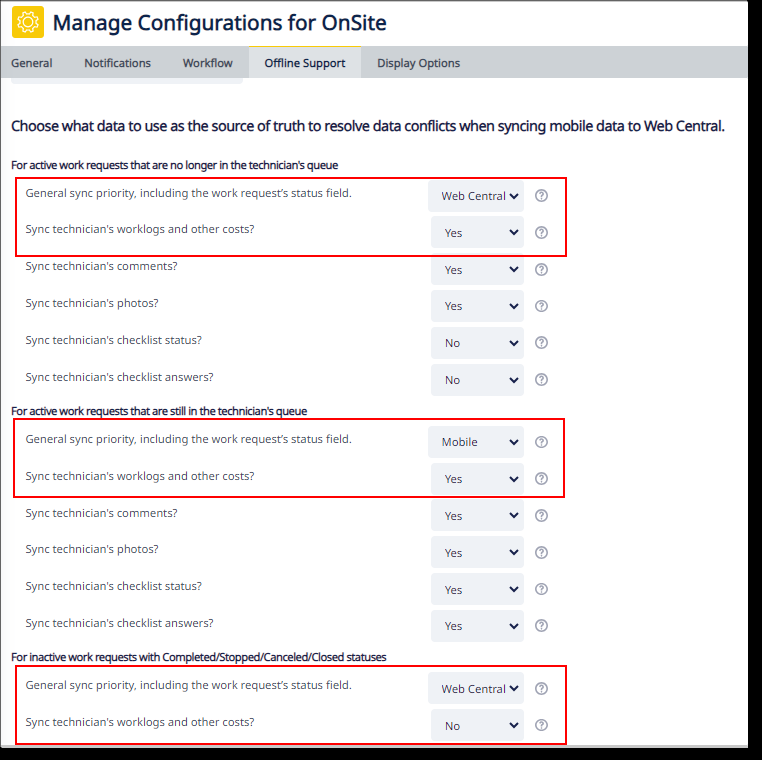 Manage Configurations for OnSite
General Notifications Workflow Offline Support Display Options
Choose what data to use as the source of truth to resolve data conflicts when syncing mobile data to Web Central.
For active work requests that are no longer in the technician's queue
General sync priority, including the work request's status field. Web Central ?
Sync technician's worklogs and other costs? Yes ?
Sync technician's comments? Yes ?
Sync technician's photos? Yes ?
Sync technician's checklist status? No ?
Sync technician's checklist answers? No ?
For active work requests that are still in the technician's queue
General sync priority, including the work request's status field. Mobile ?
Sync technician's worklogs and other costs? Yes ?
Sync technician's comments? Yes ?
Sync technician's photos? Yes ?
Sync technician's checklist status? Yes ?
Sync technician's checklist answers? Yes ?
For inactive work requests with Completed/Stopped/Canceled/Closed statuses
General sync priority, including the work request's status field. Web Central ?
Sync technician's worklogs and other costs? No ?